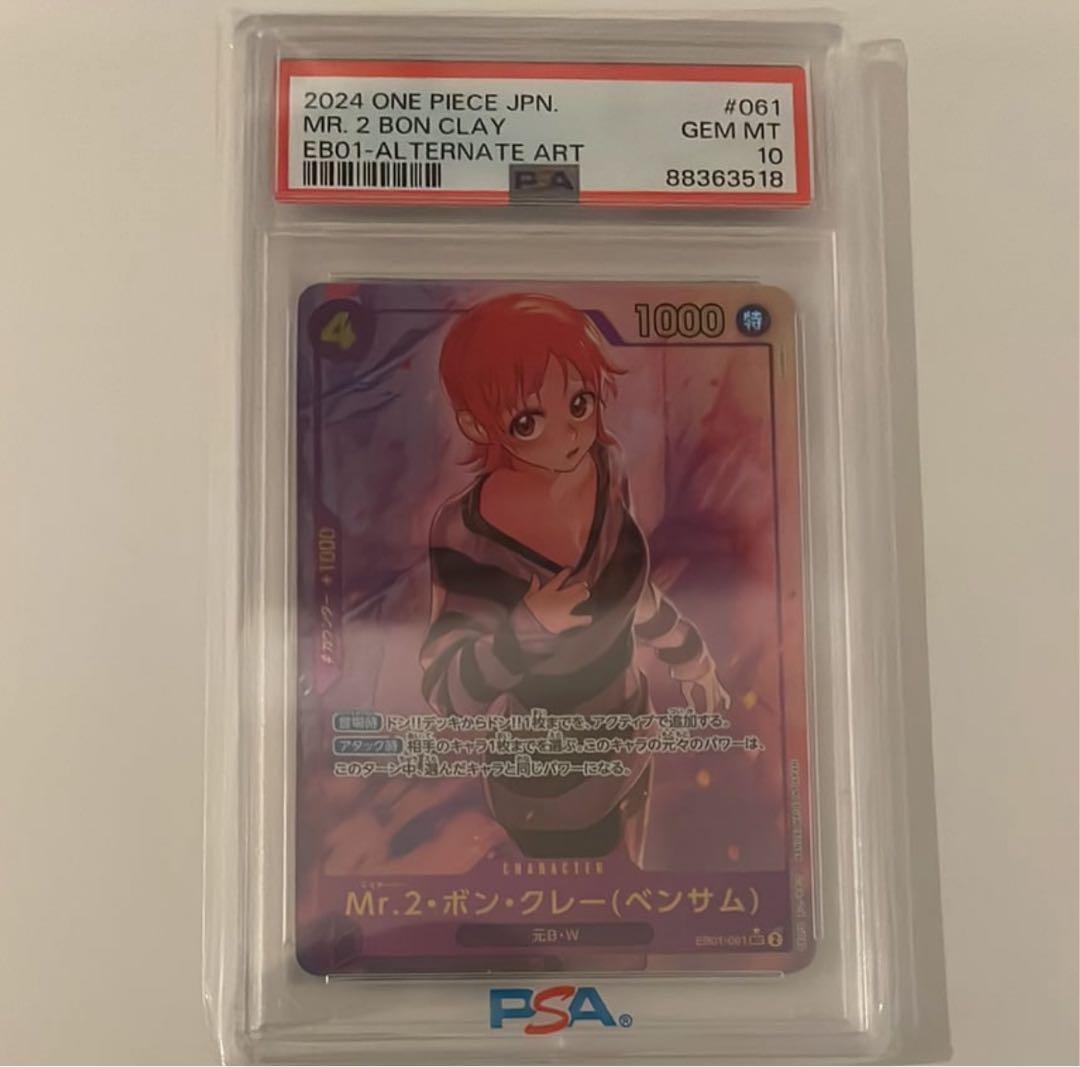 2024 ONE PIECE JPN. #061
MR. 2 BON CLAY GEM MT
EB01-ALTERNATE ART 10
PSA 88363518
4 1000 特
カウンター +1000
登場時 ドン!!デッキからドン!!1枚までを、アクティブで追加する。
アタック時 相手のキャラ1枚までを選ぶ。このキャラの元々のパワーは、
このターン中、選んだキャラと同じパワーになる。
CHARACTER
Mr.2・ボン・クレー(ベンサム)
元B・W
EB01-061 2
PSA®